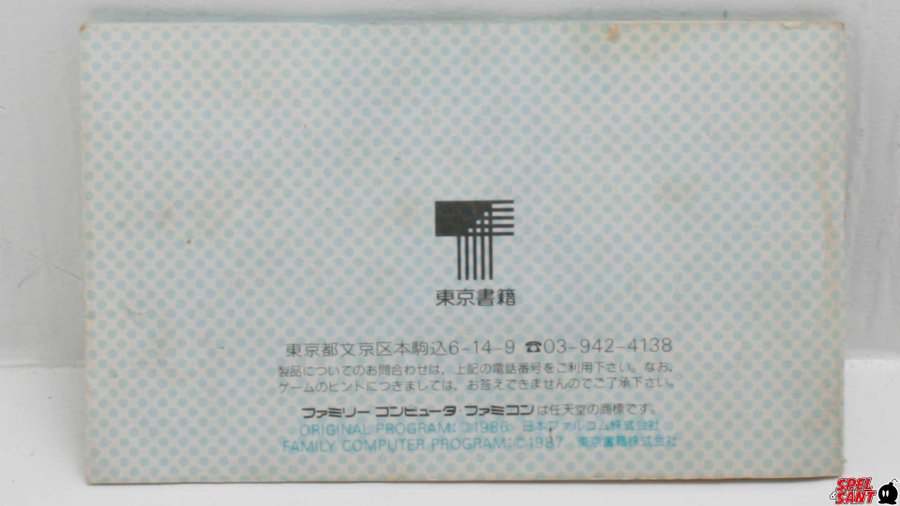 東京書籍
東京都文京区本駒込6-14-9 ☎03-942-4138
製品についてのお問合わせは、上記の電話番号をご利用下さい。なお、
ゲームのヒントにつきましては、お答えできませんのでご了承下さい。
ファミリー コンピュータ・ファミコンは任天堂の商標です。
ORIGINAL PROGRAM:©1986 日本ファルコム株式会社
FAMILY COMPUTER PROGRAM:©1987 東京書籍株式会社
SPEL
SANT